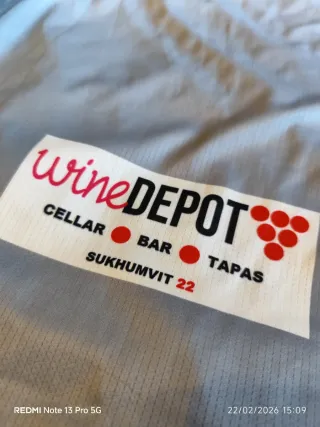 wineDEPOT
CELLAR ● BAR ● TAPAS
SUKHUMVIT 22
REDMI Note 13 Pro 5G
22/02/2026 15:09